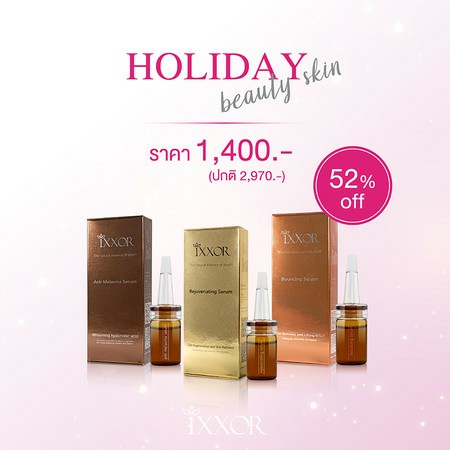 HOLIDAY
beauty skin
ราคา 1,400.-
(ปกติ 2,970.-)
52%
off
IXXOR
Anti Melasma Serum
IXXOR
Rejuvenating Serum
IXXOR
Bouncing Serum
IXXOR